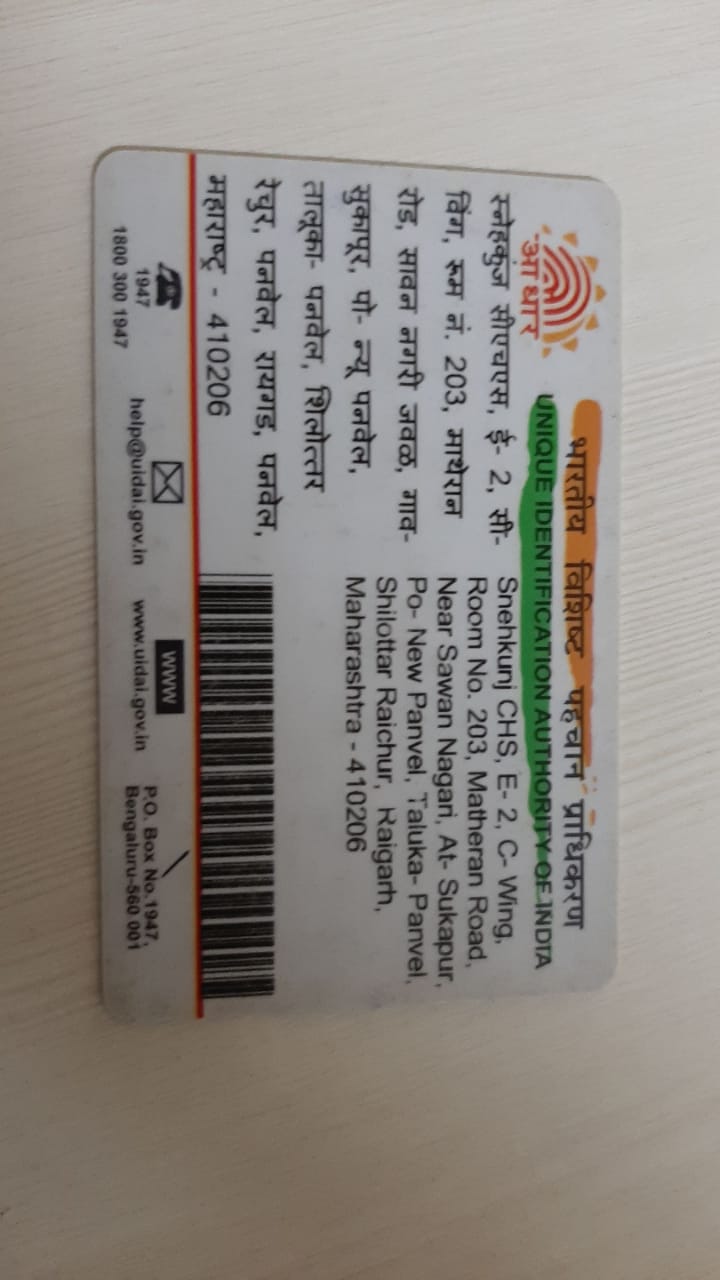 भारतीय विशिष्ट पहचान प्राधिकरण
UNIQUE IDENTIFICATION AUTHORITY OF INDIA
आधार
स्नेहकुंज सीएचएस, ई- 2, सी-
विंग, रूम नं. 203, माथेरान
रोड, सावन नगरी जवळ, गाव-
सुकापूर, पो- न्यू पनवेल,
तालूका- पनवेल, शिलोत्तर
रेचुर, पनवेल, रायगड, पनवेल,
महाराष्ट्र - 410206
Snehkunj CHS, E- 2, C- Wing,
Room No. 203, Matheran Road,
Near Sawan Nagari, At- Sukapur,
Po- New Panvel, Taluka- Panvel,
Shilottar Raichur, Raigarh,
Maharashtra - 410206
1947
1800 300 1947
help@uidai.gov.in
WWW
www.uidai.gov.in
P.O. Box No.1947,
Bengaluru-560 001